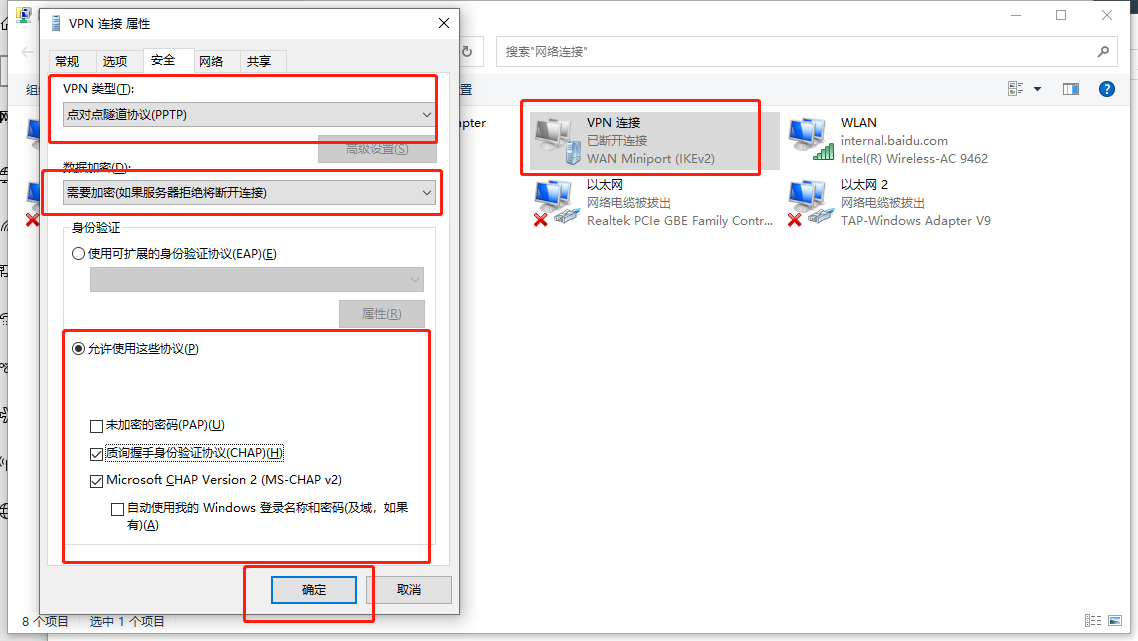 VPN 连接 属性
常规 选项 安全 网络 共享
VPN 类型(T):
点对点隧道协议(PPTP)
高级设置(S)
数据加密(D):
需要加密(如果服务器拒绝将断开连接)
身份验证
使用可扩展的身份验证协议(EAP)(E)
属性(R)
允许使用这些协议(P)
未加密的密码(PAP)(U)
质询握手身份验证协议(CHAP)(H)
Microsoft CHAP Version 2 (MS-CHAP v2)
自动使用我的 Windows 登录名称和密码(及域，如果
有)(A)
确定 取消
搜索"网络连接"
组
置
apter
VPN 连接
已断开连接
WAN Miniport (IKEv2)
WLAN
internal.baidu.com
Intel(R) Wireless-AC 9462
以太网
网络电缆被拔出
Realtek PCIe GBE Family Contr...
以太网 2
网络电缆被拔出
TAP-Windows Adapter V9
8 个项目 选中 1 个项目